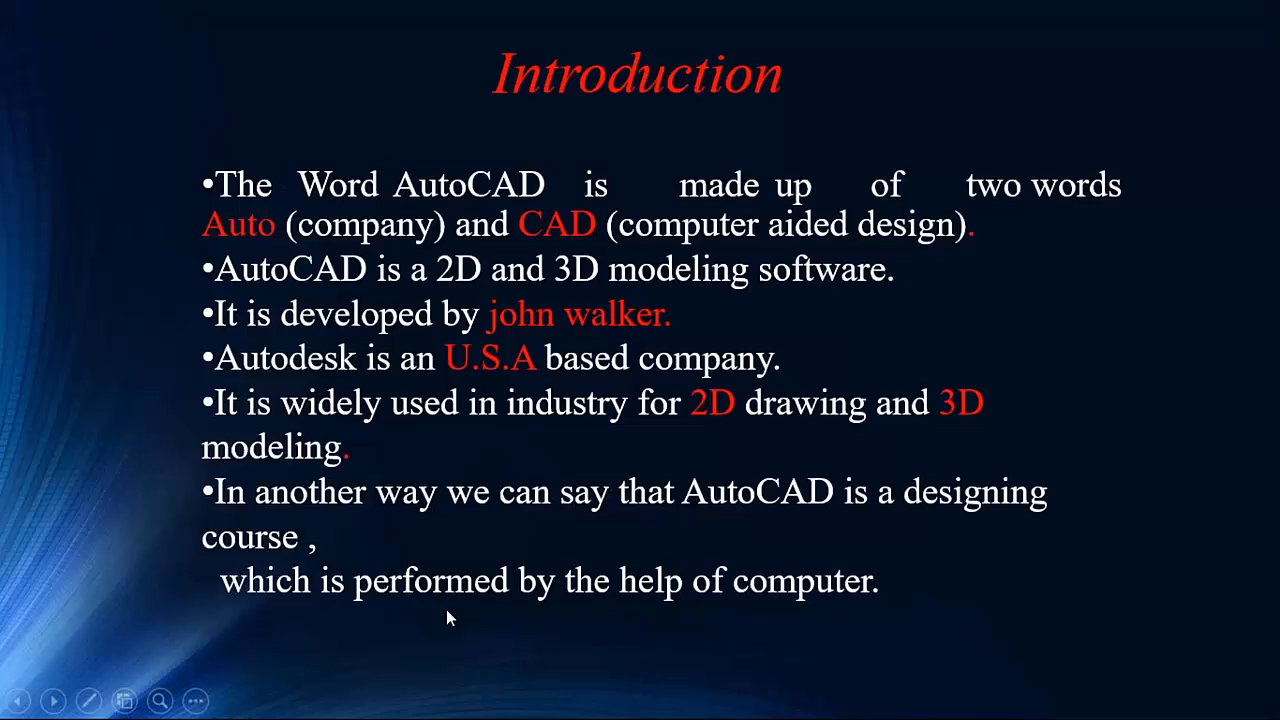 Introduction
•The Word AutoCAD is made up of two words
Auto (company) and CAD (computer aided design).
•AutoCAD is a 2D and 3D modeling software.
•It is developed by john walker.
•Autodesk is an U.S.A based company.
•It is widely used in industry for 2D drawing and 3D
modeling.
•In another way we can say that AutoCAD is a designing
course ,
which is performed by the help of computer.